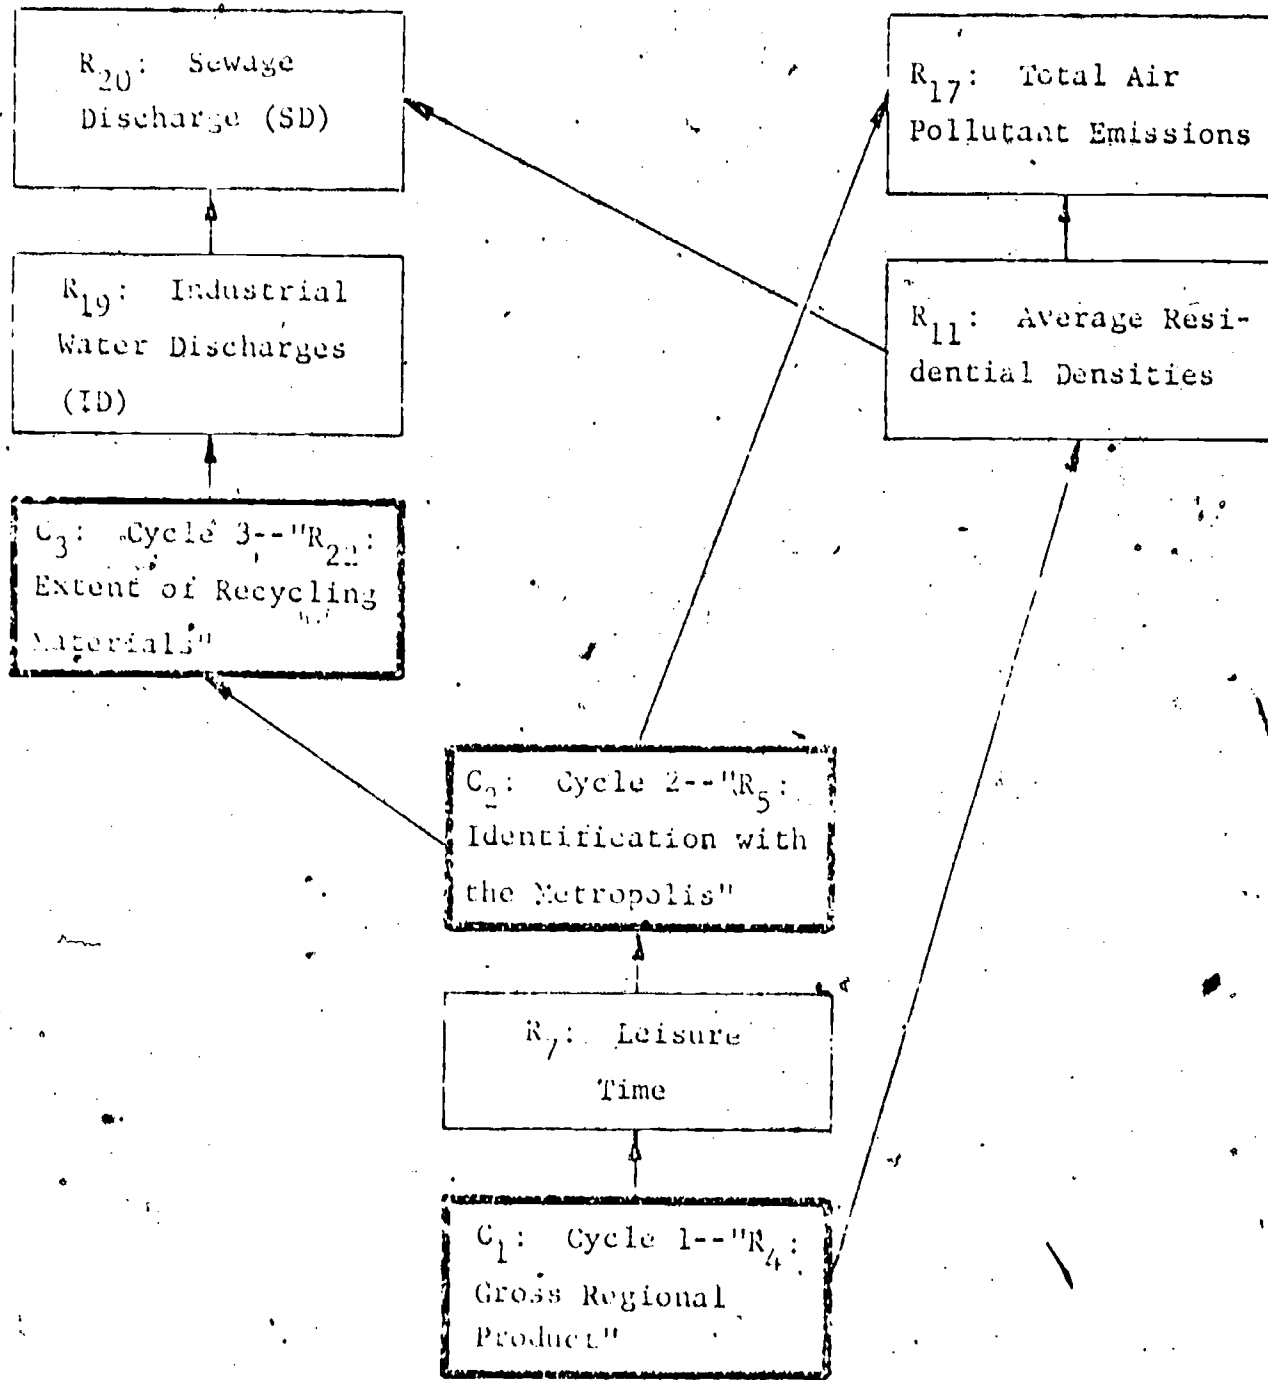 R20: Sewage
Discharge (SD)
R17: Total Air
Pollutant Emissions
R19: Industrial
Water Discharges
(ID)
R11: Average Resi-
dential Densities
C3: Cycle 3--"R22:
Extent of Recycling
Materials"
C2: Cycle 2--"R5:
Identification with
the Metropolis"
R7: Leisure
Time
C1: Cycle 1--"R4:
Gross Regional
Product"